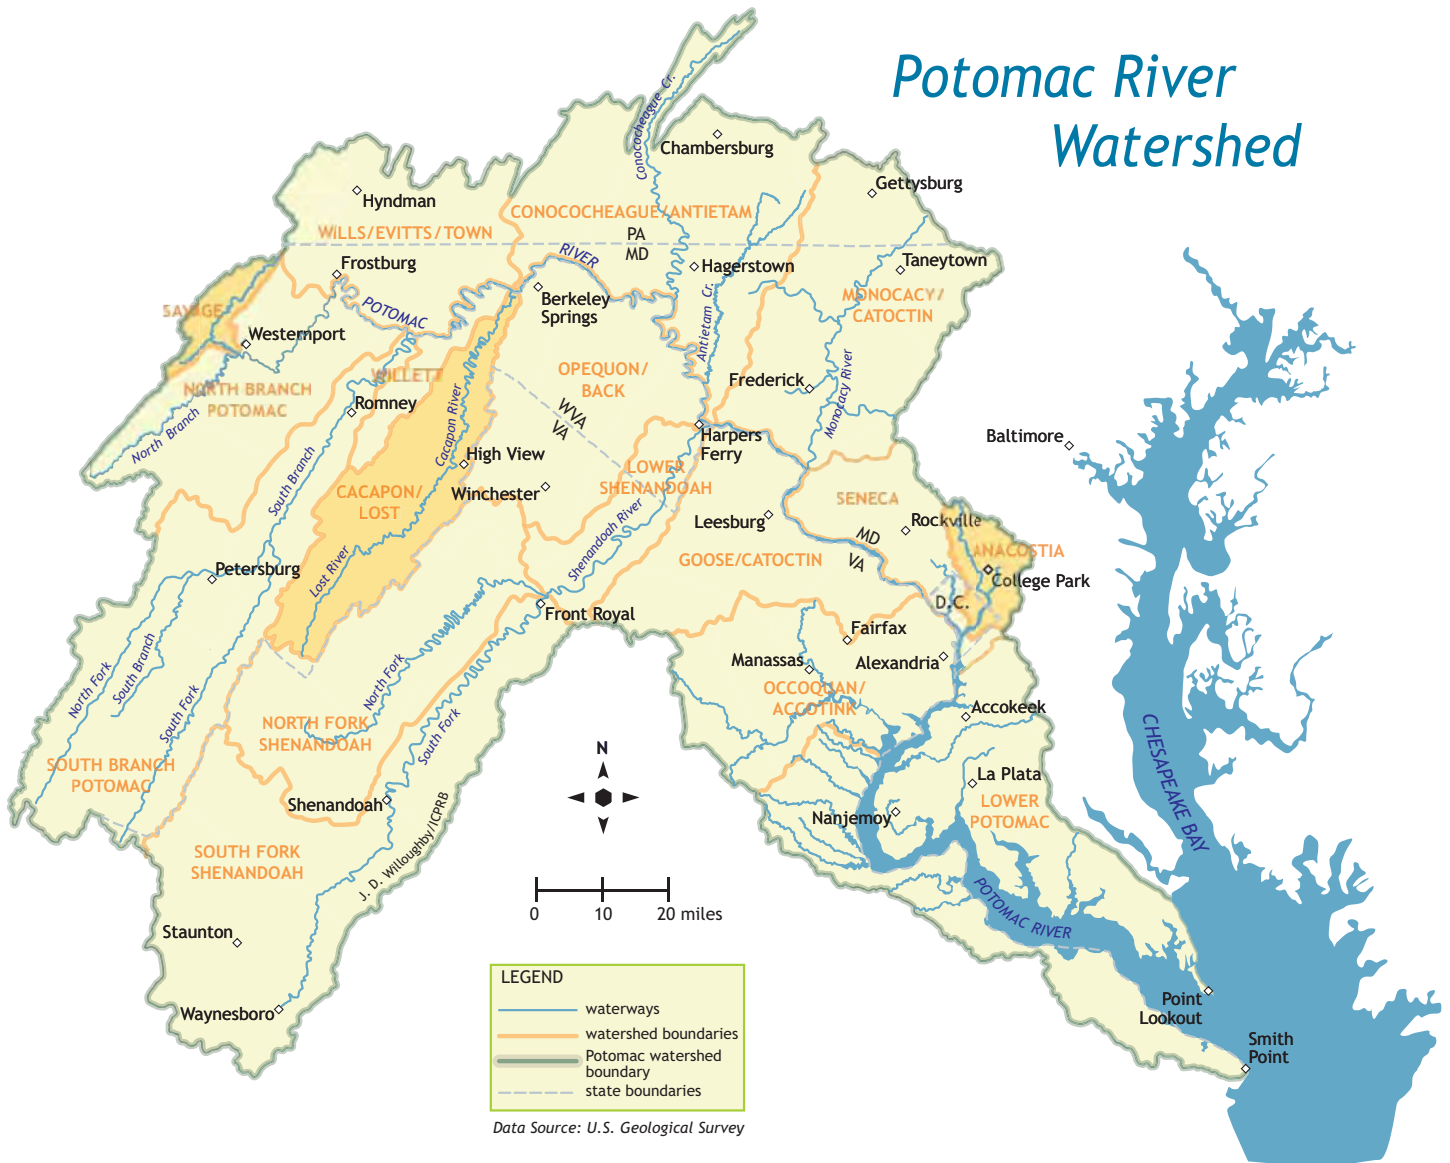 Potomac River
Watershed
Conococheague Cr.
Chambersburg
Gettysburg
Hyndman
CONOCOCHEAGUE/ANTIETAM
WILLS/EVITTS/TOWN
PA
MD
RIVER
Frostburg
Hagerstown
Taneytown
POTOMAC
Berkeley
Springs
Antietam Cr.
MONOCACY/
CATOCTIN
SAVAGE
Westernport
WILLETT
OPEQUON/
BACK
Frederick
Monotacy River
NORTH BRANCH
POTOMAC
Romney
Cacapon River
WVA
VA
North Branch
Harpers
Ferry
Baltimore
High View
South Branch
LOWER
SHENANDOAH
Winchester
CACAPON/
LOST
SENECA
Leesburg
Rockville
Shenandoah River
MD
VA
GOOSE/CATOCTIN
ANACOSTIA
Petersburg
Lost River
College Park
D.C.
Front Royal
Fairfax
North Fork
South Branch
South Fork
North Fork
Manassas
Alexandria
OCCOQUAN/
ACCOTINK
Accokeek
NORTH FORK
SHENANDOAH
South Fork
CHESAPEAKE BAY
N
SOUTH BRANCH
POTOMAC
La Plata
Shenandoah
LOWER
POTOMAC
Nanjemoy
J. D. Willoughby/ICPRB
SOUTH FORK
SHENANDOAH
POTOMAC RIVER
0 10 20 miles
Staunton
Waynesboro
Point
Lookout
Smith
Point
LEGEND
waterways
watershed boundaries
Potomac watershed
boundary
state boundaries
Data Source: U.S. Geological Survey